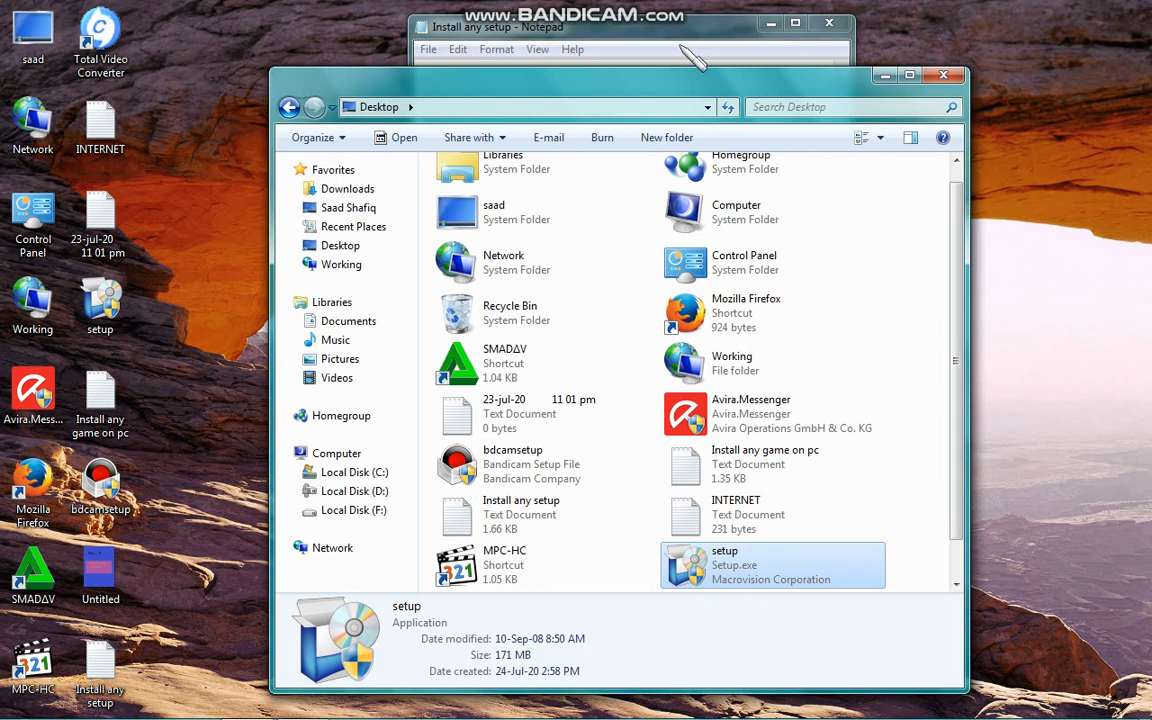 www.BANDICAM.com
Install any setup - Notepad
File Edit Format View Help
Desktop
Search Desktop
Organize Open Share with E-mail Burn New folder
Favorites
Downloads
Saad Shafiq
Recent Places
Desktop
Working
Libraries
Documents
Music
Pictures
Videos
Homegroup
Computer
Local Disk (C:)
Local Disk (D:)
Local Disk (F:)
Network
Libraries
System Folder
Homegroup
System Folder
saad
System Folder
Computer
System Folder
Network
System Folder
Control Panel
System Folder
Recycle Bin
System Folder
Mozilla Firefox
Shortcut
924 bytes
SMADΔV
Shortcut
1.04 KB
Working
File folder
23-jul-20 11 01 pm
Text Document
0 bytes
Avira.Messenger
Avira.Messenger
Avira Operations GmbH & Co. KG
bdcamsetup
Bandicam Setup File
Bandicam Company
Install any game on pc
Text Document
1.35 KB
Install any setup
Text Document
1.66 KB
INTERNET
Text Document
231 bytes
MPC-HC
Shortcut
1.05 KB
setup
Setup.exe
Macrovision Corporation
setup
Application
Date modified: 10-Sep-08 8:50 AM
Size: 171 MB
Date created: 24-Jul-20 2:58 PM
saad
Total Video
Converter
Network
INTERNET
Control
Panel
23-jul-20
11 01 pm
Working
setup
Avira.Mess...
Install any
game on pc
Mozilla
Firefox
bdcamsetup
SMADΔV
Untitled
MPC-HC
321
Install any
setup